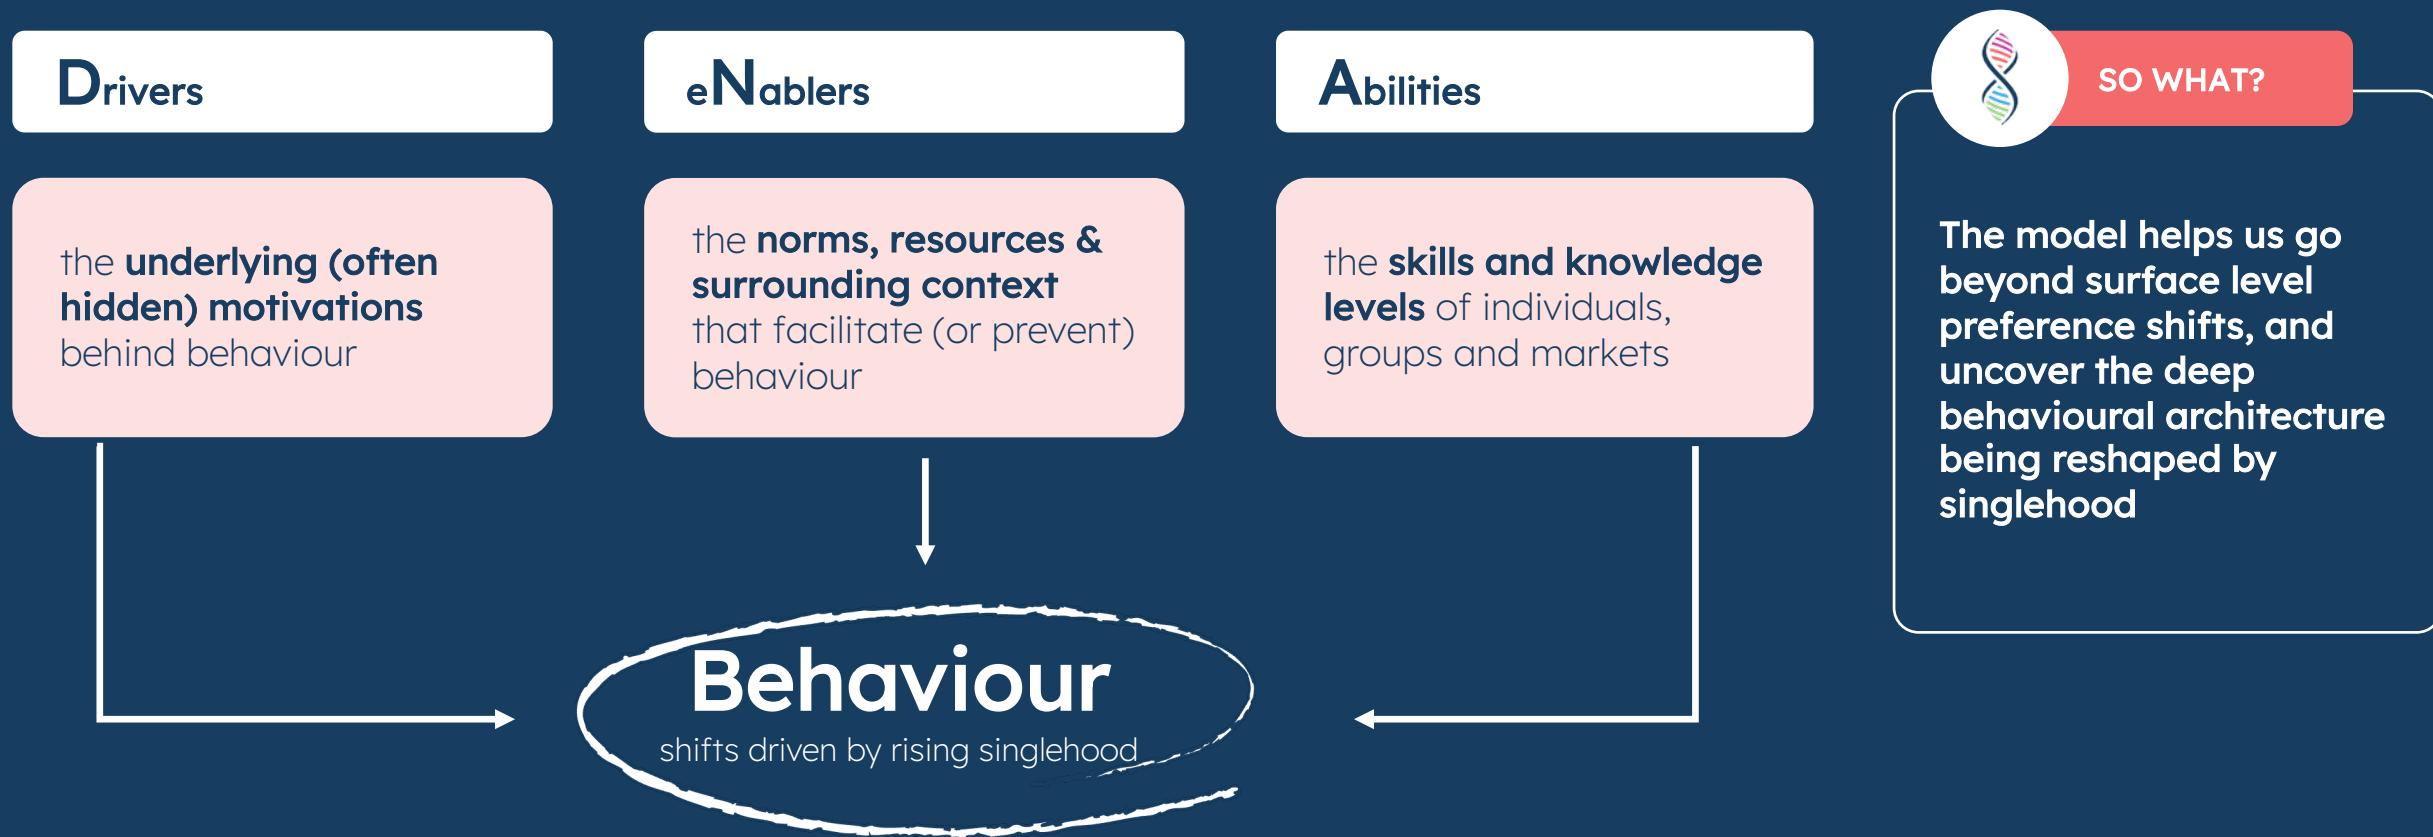 Drivers
the underlying (often
hidden) motivations
behind behaviour
eNablers
the norms, resources &
surrounding context
that facilitate (or prevent)
behaviour
Abilities
the skills and knowledge
levels of individuals,
groups and markets
Behaviour
shifts driven by rising singlehood
SO WHAT?
The model helps us go
beyond surface level
preference shifts, and
uncover the deep
behavioural architecture
being reshaped by
singlehood